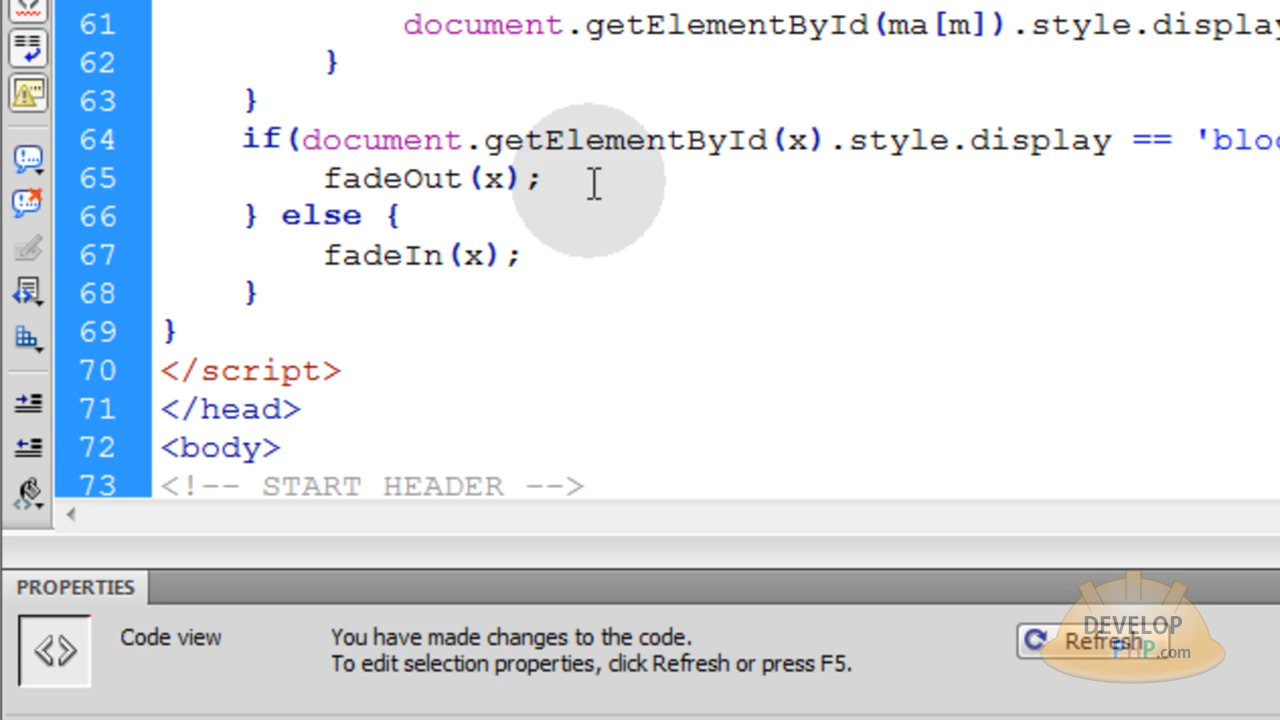 61 document.getElementById(ma[m]).style.display
62 }
63 }
64 if(document.getElementById(x).style.display == 'bloc
65 fadeOut(x);
66 } else {
67 fadeIn(x);
68 }
69 }
70 </script>
71 </head>
72 <body>
73 <!-- START HEADER -->
PROPERTIES
Code view
You have made changes to the code.
To edit selection properties, click Refresh or press F5.
Refresh
DEVELOP
PHP.com